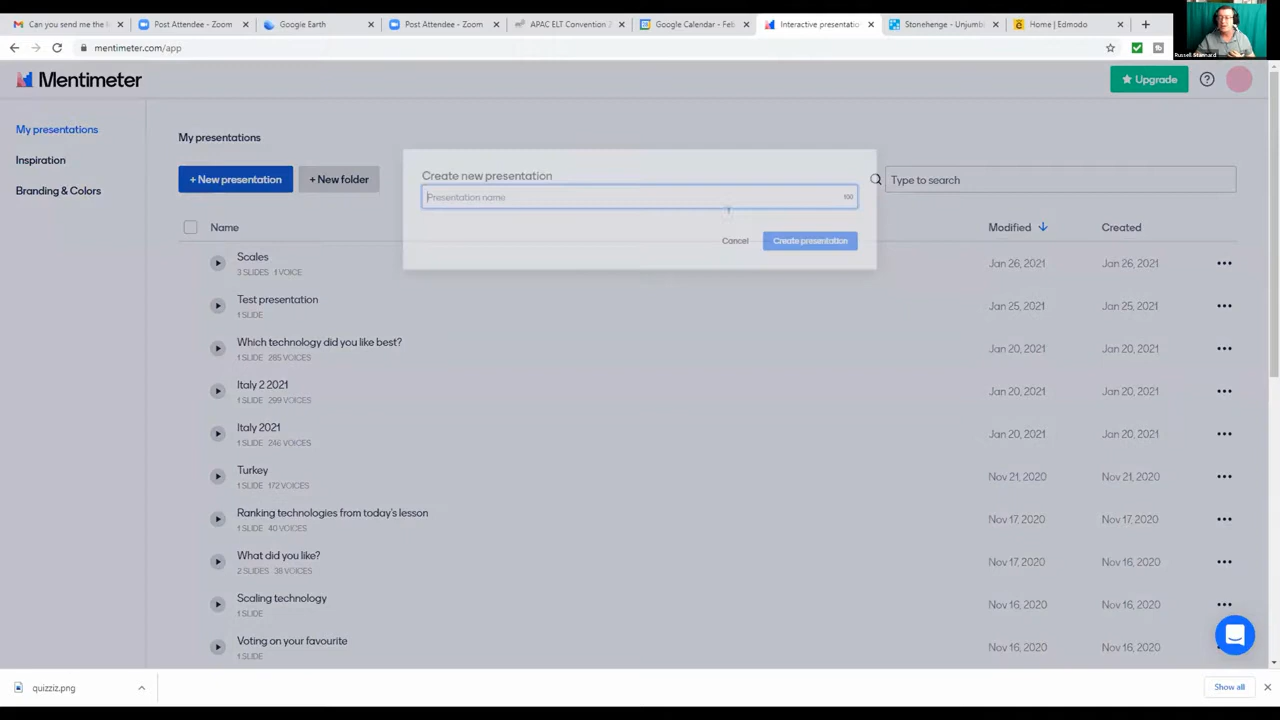 Can you send me the
Post Attendee - Zoom
Google Earth
Post Attendee - Zoom
APAC ELT Convention 2
Google Calendar - Feb
Interactive presentatio
Stonehenge - Unjumb
Home | Edmodo
mentimeter.com/app
Russell Stannard
Mentimeter
Upgrade
My presentations
Inspiration
Branding & Colors
My presentations
+ New presentation
+ New folder
Type to search
Create new presentation
Presentation name
100
Cancel
Create presentation
Name
Modified
Created
Scales
3 SLIDES 1 VOICE
Jan 26, 2021
Jan 26, 2021
Test presentation
1 SLIDE
Jan 25, 2021
Jan 25, 2021
Which technology did you like best?
1 SLIDE 285 VOICES
Jan 20, 2021
Jan 20, 2021
Italy 2 2021
1 SLIDE 299 VOICES
Jan 20, 2021
Jan 20, 2021
Italy 2021
1 SLIDE 246 VOICES
Jan 20, 2021
Jan 20, 2021
Turkey
1 SLIDE 172 VOICES
Nov 21, 2020
Nov 21, 2020
Ranking technologies from today's lesson
1 SLIDE 40 VOICES
Nov 17, 2020
Nov 17, 2020
What did you like?
2 SLIDES 38 VOICES
Nov 17, 2020
Nov 17, 2020
Scaling technology
1 SLIDE
Nov 16, 2020
Nov 16, 2020
Voting on your favourite
1 SLIDE
Nov 16, 2020
Nov 16, 2020
quizziz.png
Show all